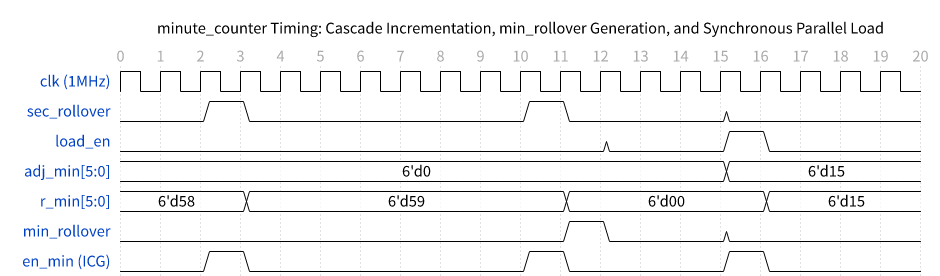 minute_counter Timing: Cascade Incrementation, min_rollover Generation, and Synchronous Parallel Load
0 1 2 3 4 5 6 7 8 9 10 11 12 13 14 15 16 17 18 19 20
clk (1MHz)
sec_rollover
load_en
adj_min[5:0] 6'd0 6'd15
r_min[5:0] 6'd58 6'd59 6'd00 6'd15
min_rollover
en_min (ICG)